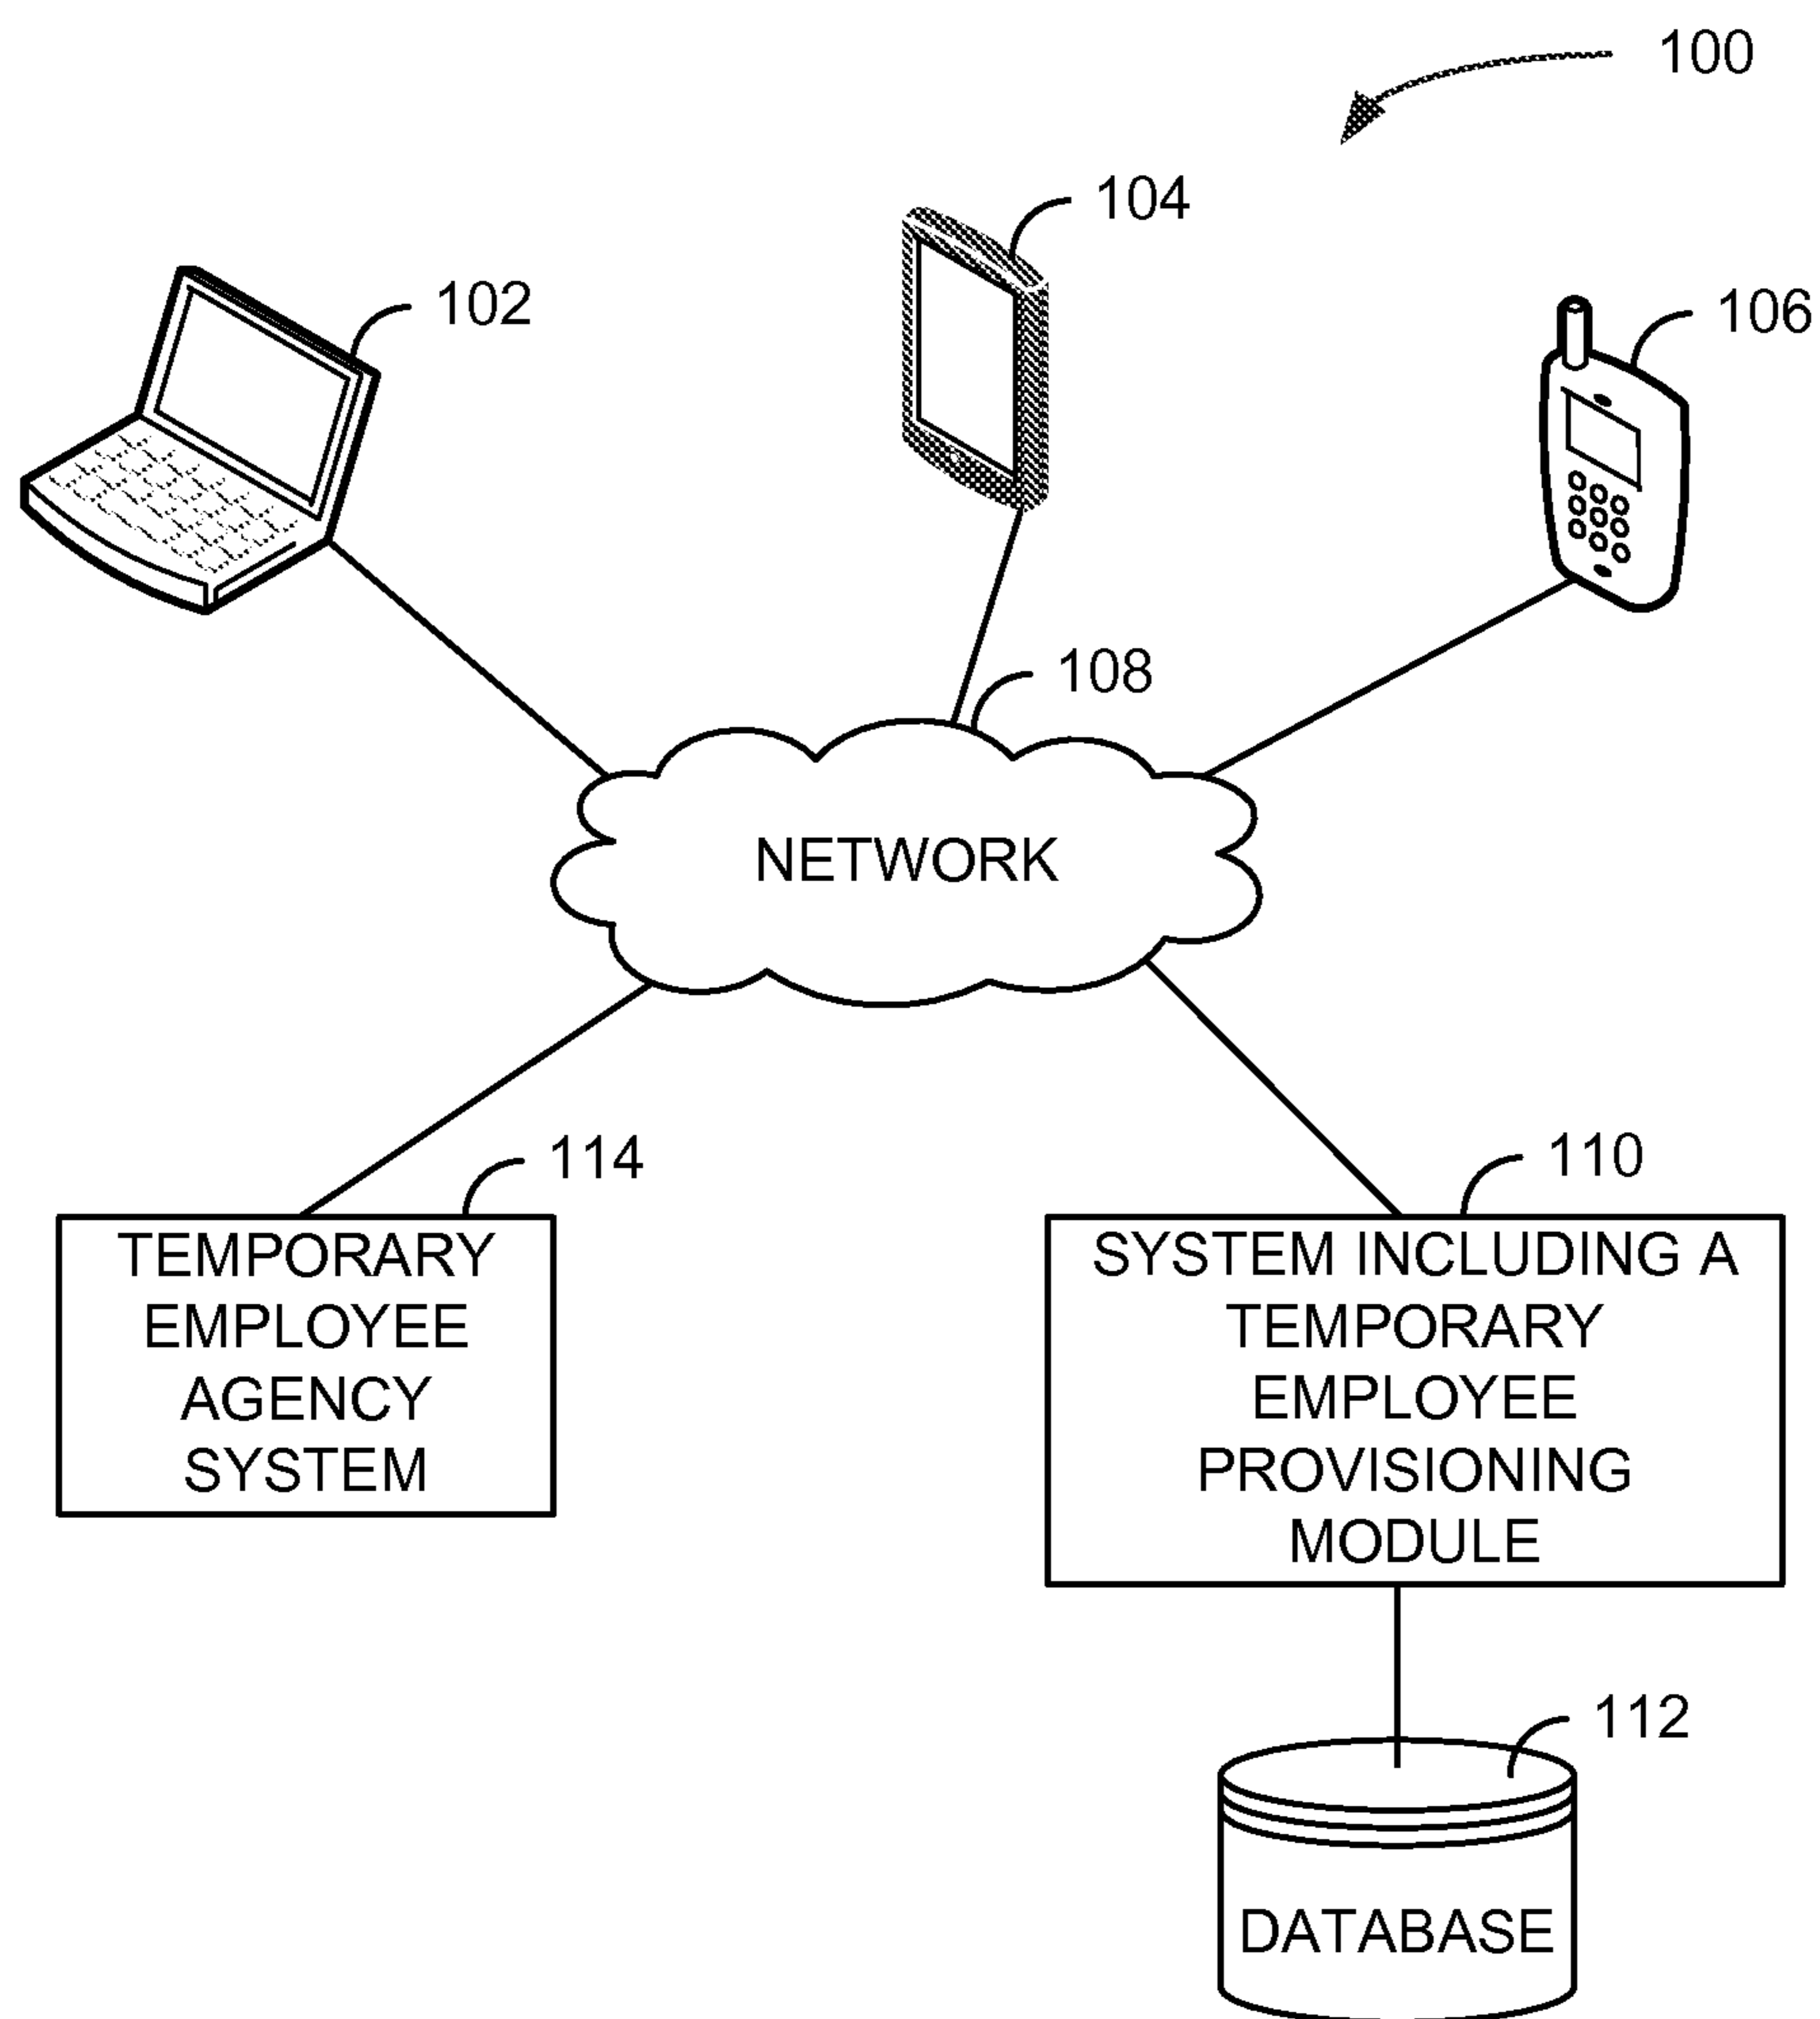 100
104
102
106
108
NETWORK
114
110
TEMPORARY
EMPLOYEE
AGENCY
SYSTEM
SYSTEM INCLUDING A
TEMPORARY
EMPLOYEE
PROVISIONING
MODULE
112
DATABASE